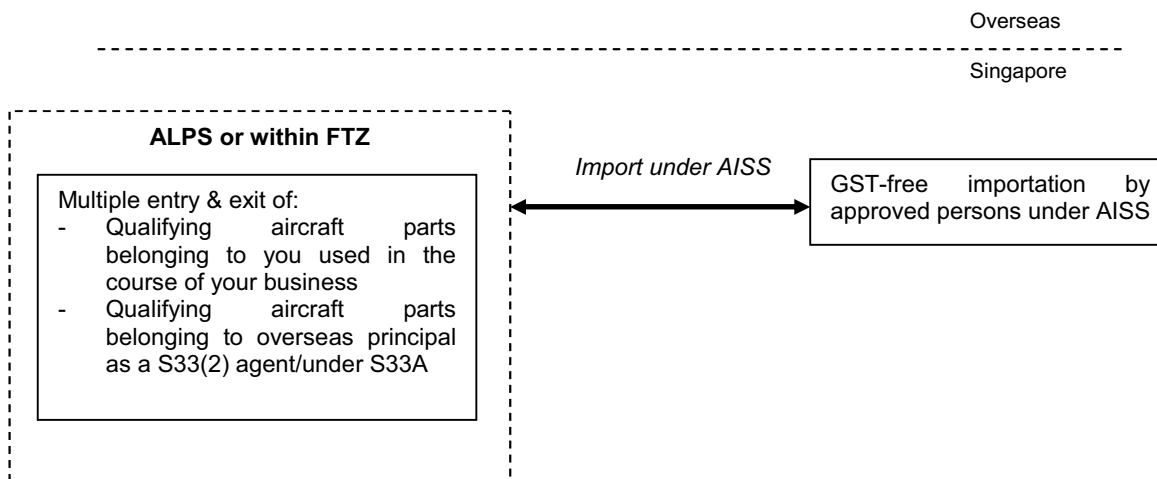 Overseas
Singapore
ALPS or within FTZ
Multiple entry & exit of:
- Qualifying aircraft parts
belonging to you used in the
course of your business
- Qualifying aircraft parts
belonging to overseas principal
as a S33(2) agent/under S33A
Import under AISS
GST-free importation by
approved persons under AISS